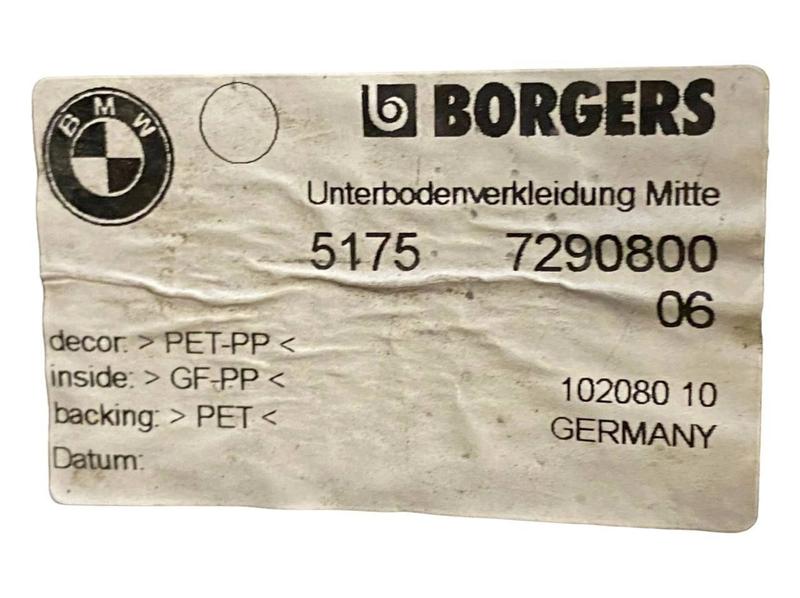 BMW
b BORGERS
Unterbodenverkleidung Mitte
5175 7290800
06
decor: > PET-PP <
inside: > GF-PP <
backing: > PET <
Datum:
102080 10
GERMANY